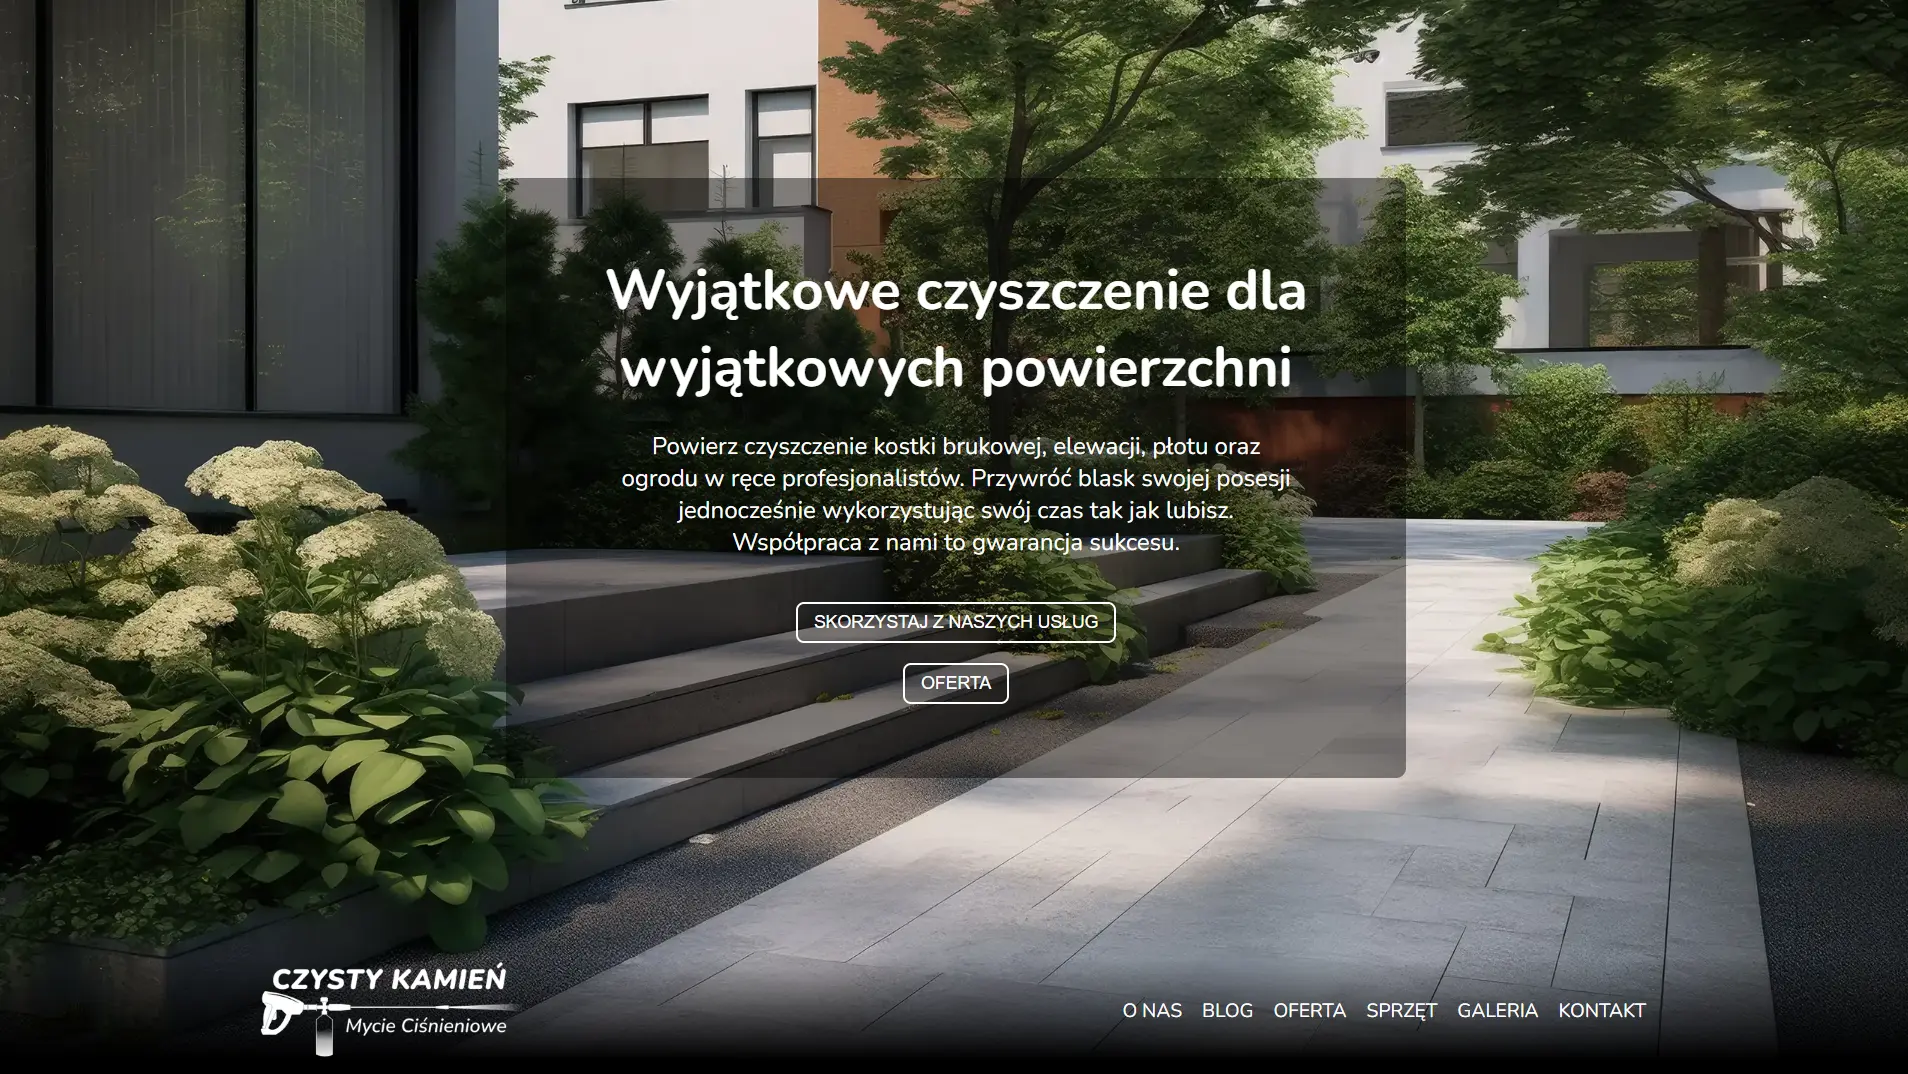 Wyjątkowe czyszczenie dla
wyjątkowych powierzchni
Powierz czyszczenie kostki brukowej, elewacji, płotu oraz
ogrodu w ręce profesjonalistów. Przywróć blask swojej posesji
jednocześnie wykorzystując swój czas tak jak lubisz.
Współpraca z nami to gwarancja sukcesu.
SKORZYSTAJ Z NASZYCH USŁUG
OFERTA
CZYSTY KAMIEŃ
Mycie Ciśnieniowe
O NAS BLOG OFERTA SPRZĘT GALERIA KONTAKT